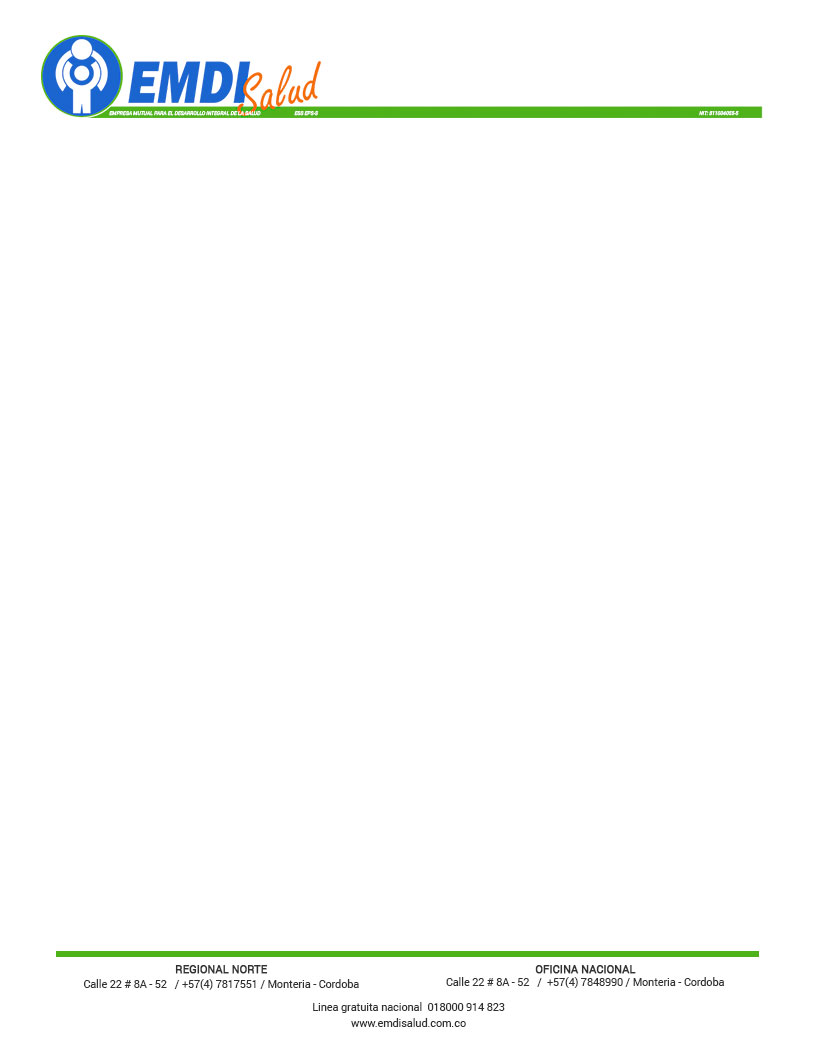 EMDI Salud
EMPRESA MUTUAL PARA EL DESARROLLO INTEGRAL DE LA SALUD ESS EPS-S NIT: 811004055-5
REGIONAL NORTE
Calle 22 # 8A - 52 / +57(4) 7817551 / Monteria - Cordoba
OFICINA NACIONAL
Calle 22 # 8A - 52 / +57(4) 7848990 / Monteria - Cordoba
Linea gratuita nacional 018000 914 823
www.emdisalud.com.co